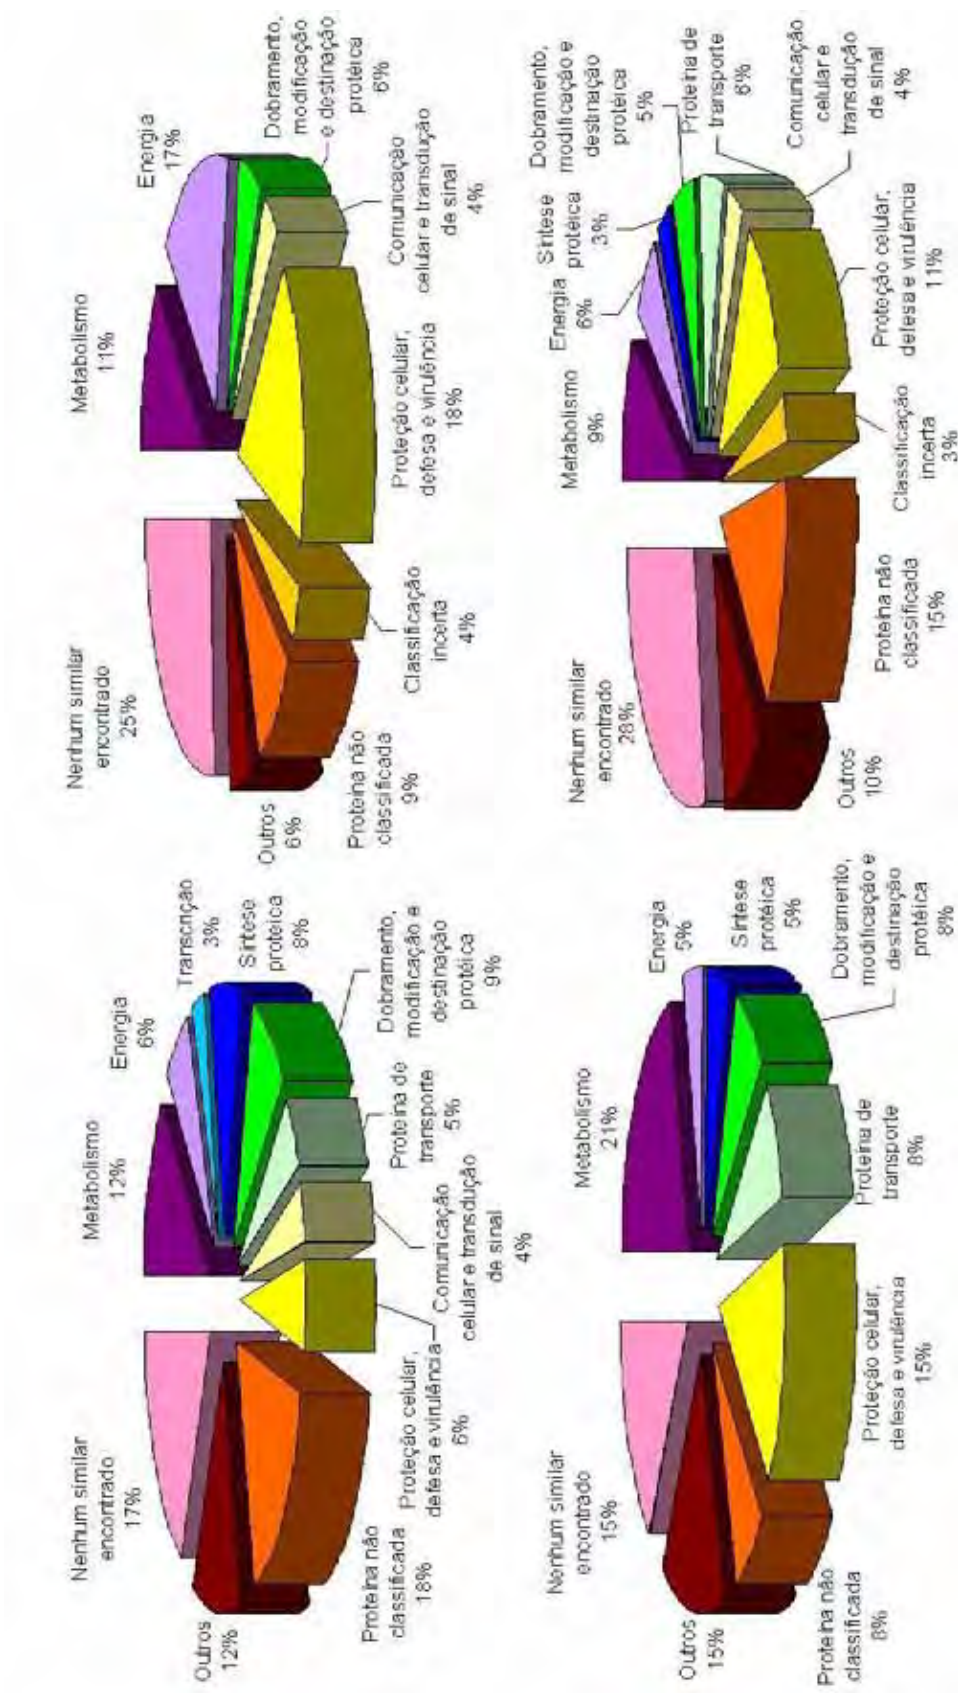 Nenhum similar
encontrado
17%
Metabolismo
12%
Energia
6%
Transcrição
3%
Síntese
protéica
8%
Dobramento,
modificação e
destinação
protéica
9%
Proteína de
transporte
5%
Comunicação
celular e transdução
de sinal
4%
Proteção celular,
defesa e virulência
6%
Proteína não
classificada
18%
Outros
12%
Nenhum similar
encontrado
25%
Metabolismo
11%
Energia
17%
Dobramento,
modificação
e destinação
protéica
6%
Comunicação
celular e transdução
de sinal
4%
Proteção celular,
defesa e virulência
18%
Classificação
incerta
4%
Proteína não
classificada
9%
Outros
6%
Nenhum similar
encontrado
15%
Metabolismo
21%
Energia
5%
Síntese
protéica
5%
Dobramento,
modificação e
destinação
protéica
8%
Proteína de
transporte
8%
Proteção celular,
defesa e virulência
15%
Proteína não
classificada
8%
Outros
15%
Nenhum similar
encontrado
28%
Metabolismo
9%
Energia
6%
Síntese
protéica
3%
Dobramento,
modificação e
destinação
protéica
5%
Proteína de
transporte
6%
Comunicação
celular e
transdução
de sinal
4%
Proteção celular,
defesa e virulência
11%
Classificação
incerta
3%
Proteína não
classificada
15%
Outros
10%